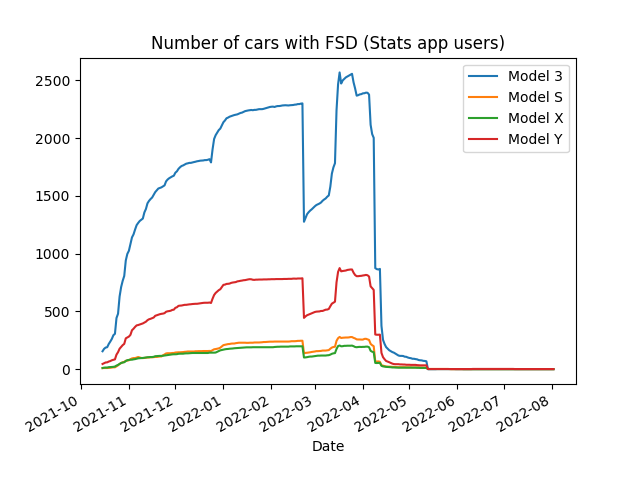 Number of cars with FSD (Stats app users)
Model 3
Model S
Model X
Model Y
2500
2000
1500
1000
500
0
2021-10
2021-11
2021-12
2022-01
2022-02
2022-03
2022-04
2022-05
2022-06
2022-07
2022-08
Date